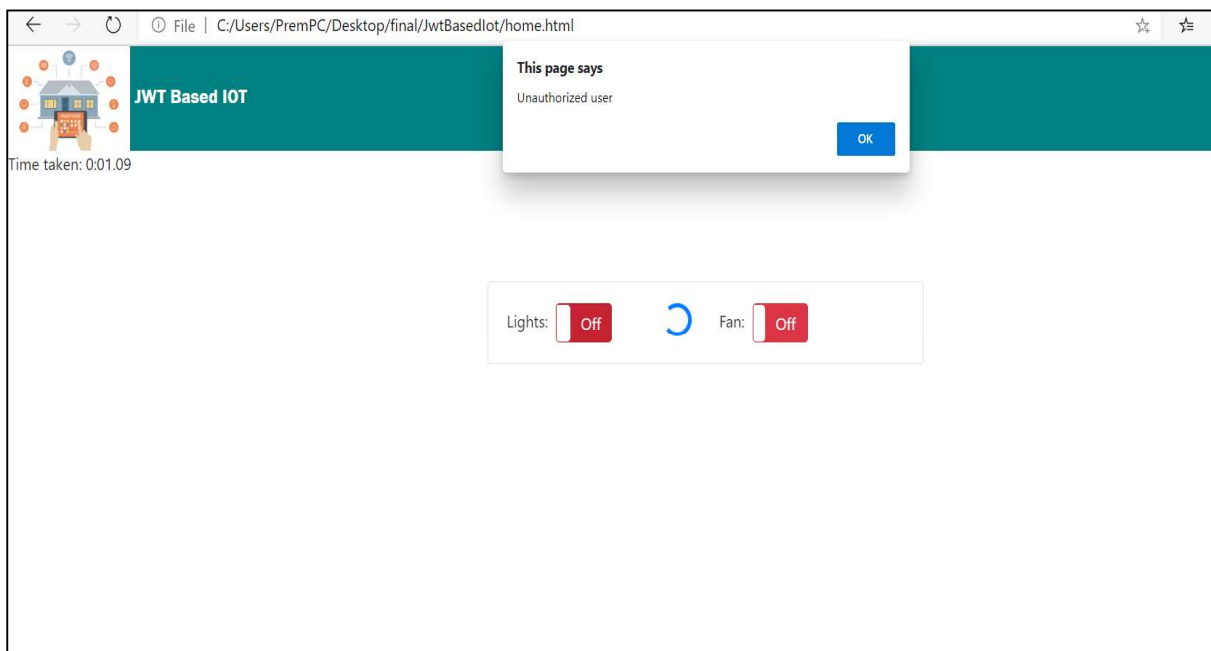 File | C:/Users/PremPC/Desktop/final/JwtBasedIot/home.html
This page says
Unauthorized user
OK
JWT Based IOT
Time taken: 0:01.09
Lights: Off Fan: Off